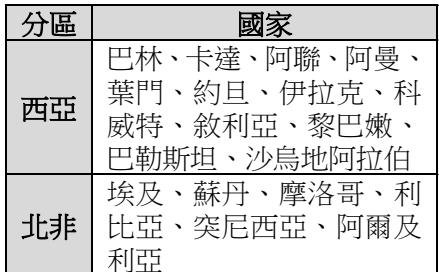 分區 國家
西亞
巴林、卡達、阿聯、阿曼、
葉門、約旦、伊拉克、科
威特、敘利亞、黎巴嫩、
巴勒斯坦、沙烏地阿拉伯
北非
埃及、蘇丹、摩洛哥、利
比亞、突尼西亞、阿爾及
利亞